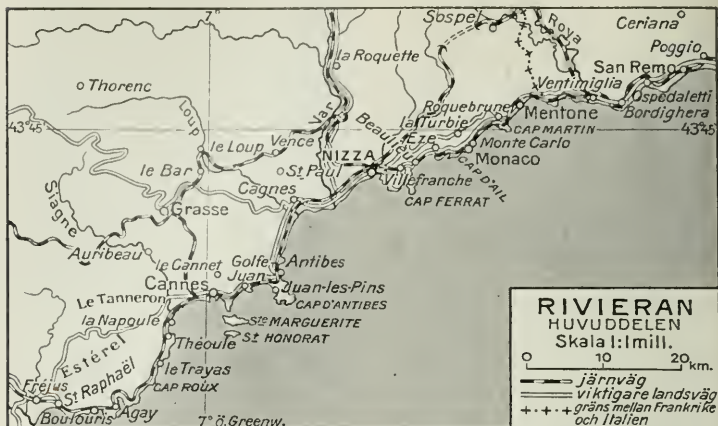 7°
Sospel
Roya
Ceriana
Poggio
la Roquette
San Remo
Thorenc
Ventimiglia
Ospedaletti
Bordighera
Roquebrune
Mentone
43°45'
43°45'
Loup
Var
Beaulieu
la Turbie
Eze
CAP MARTIN
Monte Carlo
Monaco
CAP D'AIL
Vence
le Loup
NIZZA
St Paul
Villefranche
CAP FERRAT
le Bar
Cagnes
Siagne
Grasse
Auribeau
le Cannet
Golfe
Juan
Antibes
Cannes
Juan-les-Pins
CAP D'ANTIBES
Le Tanneron
la Napoule
Ste MARGUERITE
St HONORAT
Théoule
Estérel
le Trayas
CAP ROUX
Fréjus
St Raphaël
Boulouris
Agay
7° ö. Greenw.
RIVIERAN
HUVUDDELEN
Skala 1:1mill.
0 10 20
km.
järnväg
viktigare landsväg
gräns mellan Frankrike
och Italien